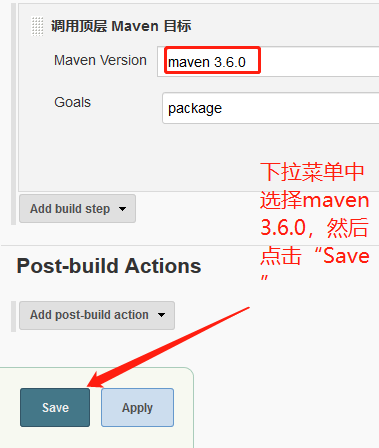 调用顶层 Maven 目标
Maven Version
maven 3.6.0
Goals
package
下拉菜单中
选择maven
3.6.0，然后
点击“Save
”
Add build step
Post-build Actions
Add post-build action
Save
Apply